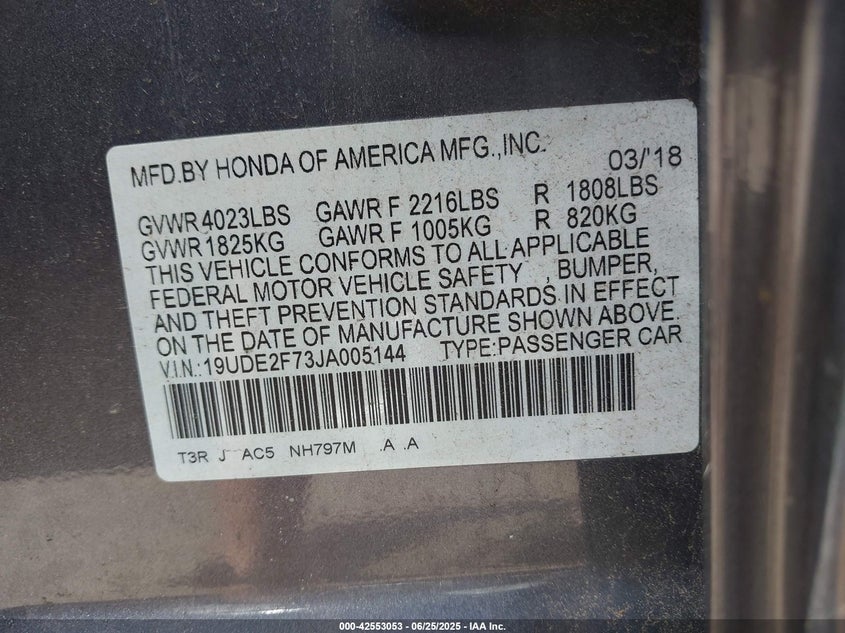 MFD.BY HONDA OF AMERICA MFG.,INC. 03/'18
GVWR 4023LBS GAWR F 2216LBS R 1808LBS
GVWR 1825KG GAWR F 1005KG R 820KG
THIS VEHICLE CONFORMS TO ALL APPLICABLE
FEDERAL MOTOR VEHICLE SAFETY , BUMPER,
AND THEFT PREVENTION STANDARDS IN EFFECT
ON THE DATE OF MANUFACTURE SHOWN ABOVE.
V.I.N.:19UDE2F73JA005144 TYPE:PASSENGER CAR
T3R J AC5 NH797M .A .A
000-42553053 - 06/25/2025 - IAA Inc.